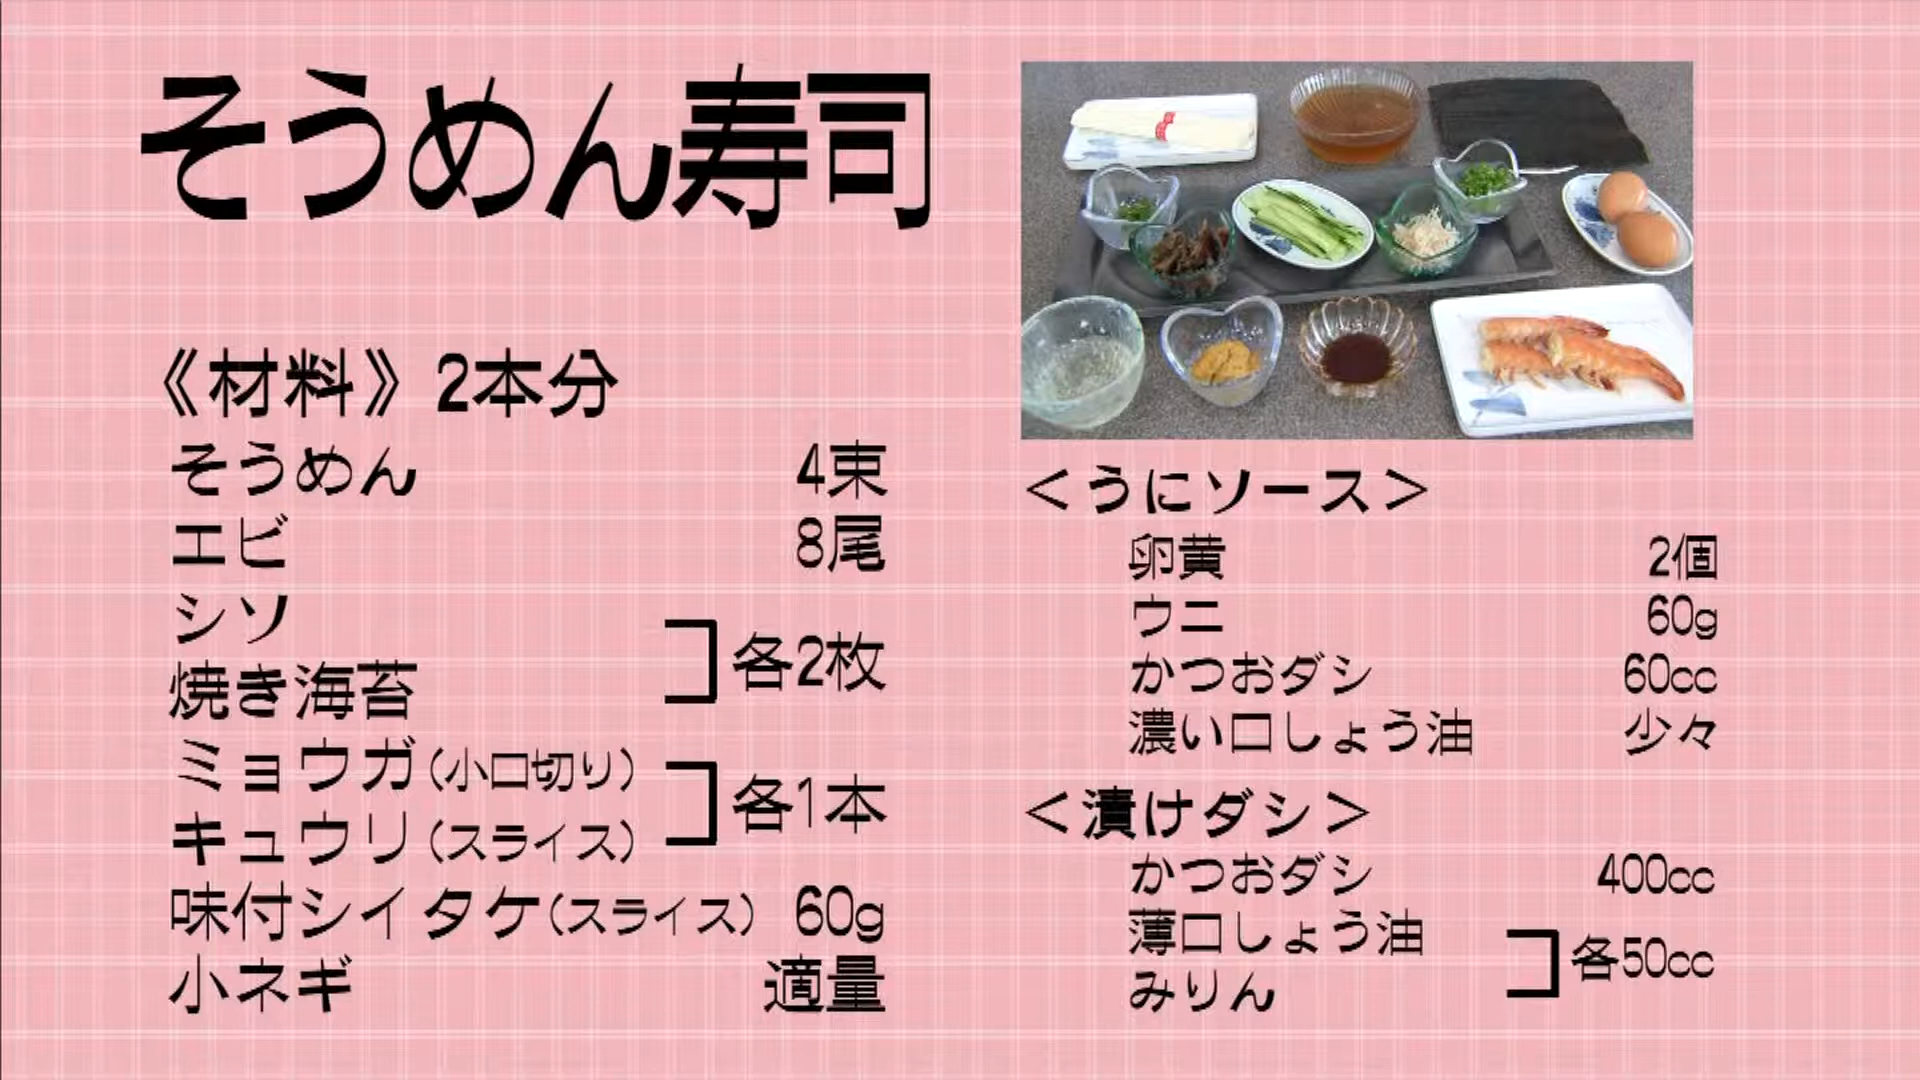 そうめん寿司
《材料》2本分
そうめん 4束
エビ 8尾
シソ
焼き海苔
各2枚
ミョウガ(小口切り)
キュウリ(スライス)
各1本
味付シイタケ(スライス) 60g
小ネギ 適量
＜うにソース＞
卵黄 2個
ウニ 60g
かつおダシ 60cc
濃い口しょう油 少々
＜漬けダシ＞
かつおダシ 400cc
薄口しょう油
みりん
各50cc